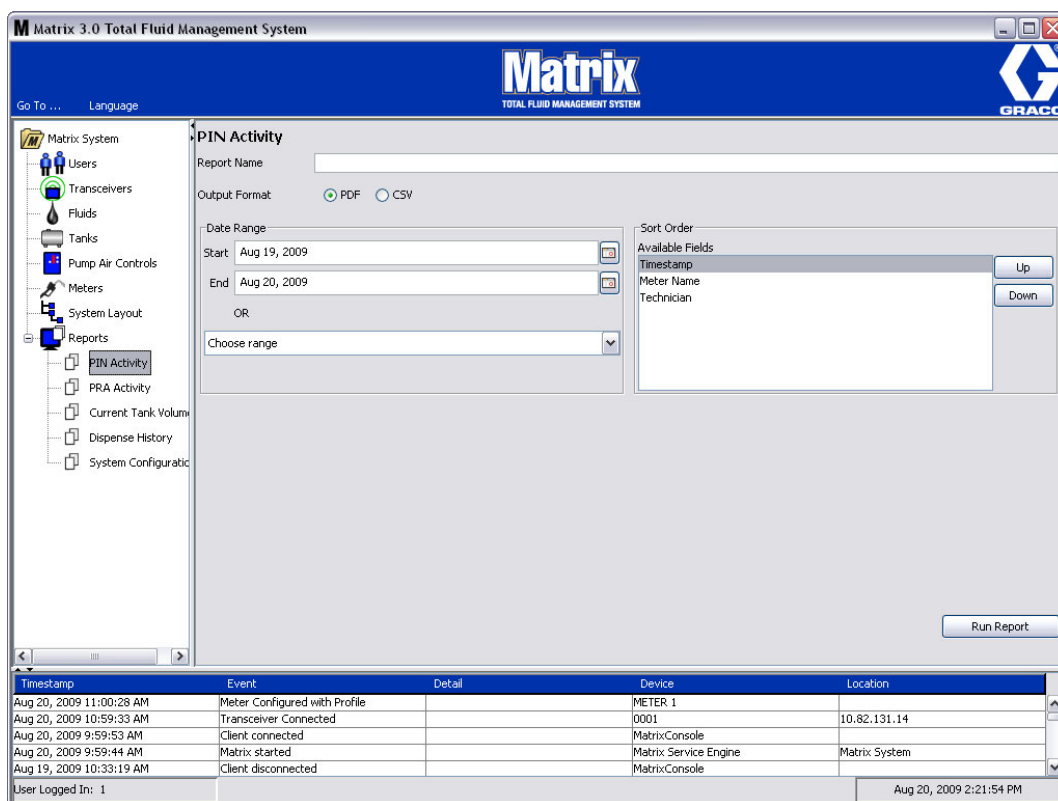 M Matrix 3.0 Total Fluid Management System
Matrix
TOTAL FLUID MANAGEMENT SYSTEM
GRACO
Go To ... Language
Matrix System
Users
Transceivers
Fluids
Tanks
Pump Air Controls
Meters
System Layout
Reports
PIN Activity
PRA Activity
Current Tank Volum
Dispense History
System Configuratio
PIN Activity
Report Name
Output Format PDF CSV
Date Range
Start Aug 19, 2009
End Aug 20, 2009
OR
Choose range
Sort Order
Available Fields
Timestamp
Meter Name
Technician
Up
Down
Run Report
Timestamp Event Detail Device Location
Aug 20, 2009 11:00:28 AM Meter Configured with Profile METER 1
Aug 20, 2009 10:59:33 AM Transceiver Connected 0001 10.82.131.14
Aug 20, 2009 9:59:53 AM Client connected MatrixConsole
Aug 20, 2009 9:59:44 AM Matrix started Matrix Service Engine Matrix System
Aug 19, 2009 10:33:19 AM Client disconnected MatrixConsole
User Logged In: 1 Aug 20, 2009 2:21:54 PM